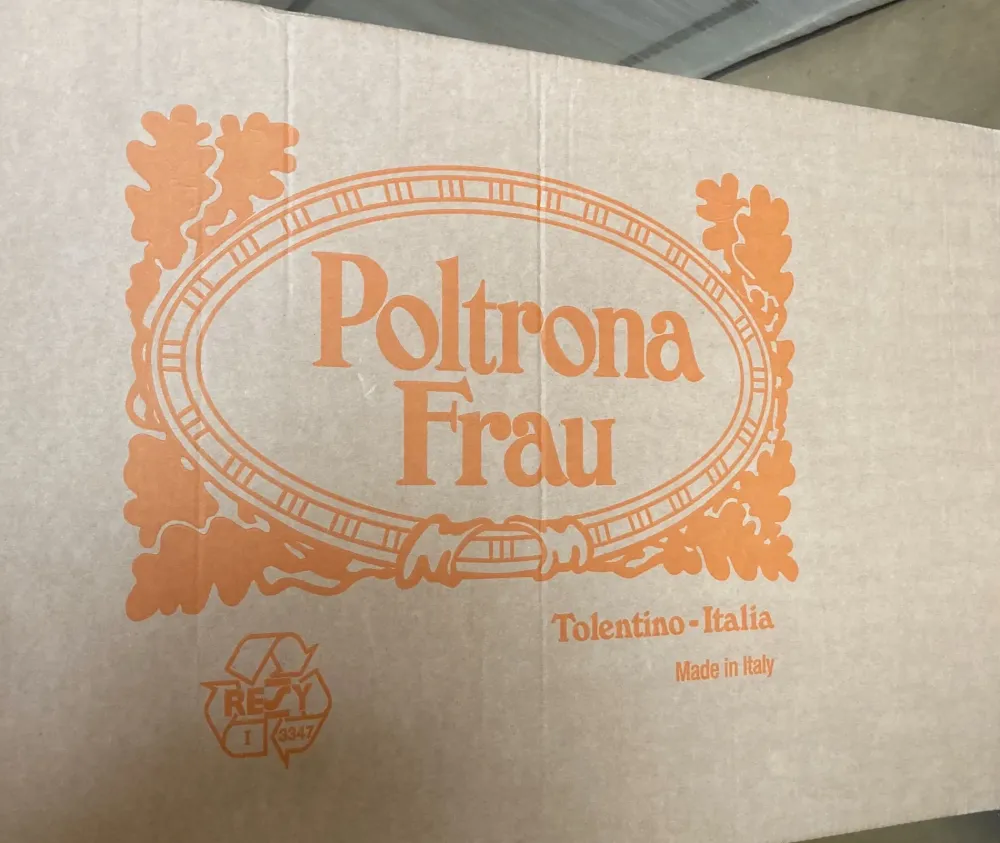 Poltrona
Frau
Tolentino - Italia
Made in Italy
RESY
I 3347